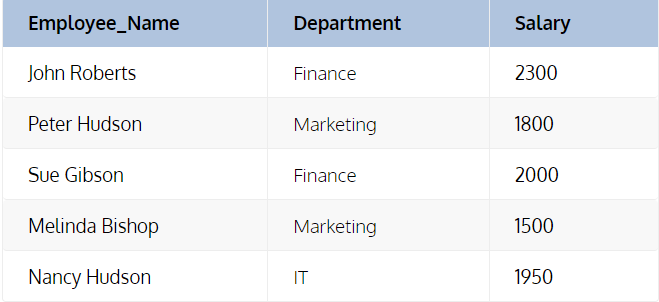 Employee_Name Department Salary
John Roberts Finance 2300
Peter Hudson Marketing 1800
Sue Gibson Finance 2000
Melinda Bishop Marketing 1500
Nancy Hudson IT 1950